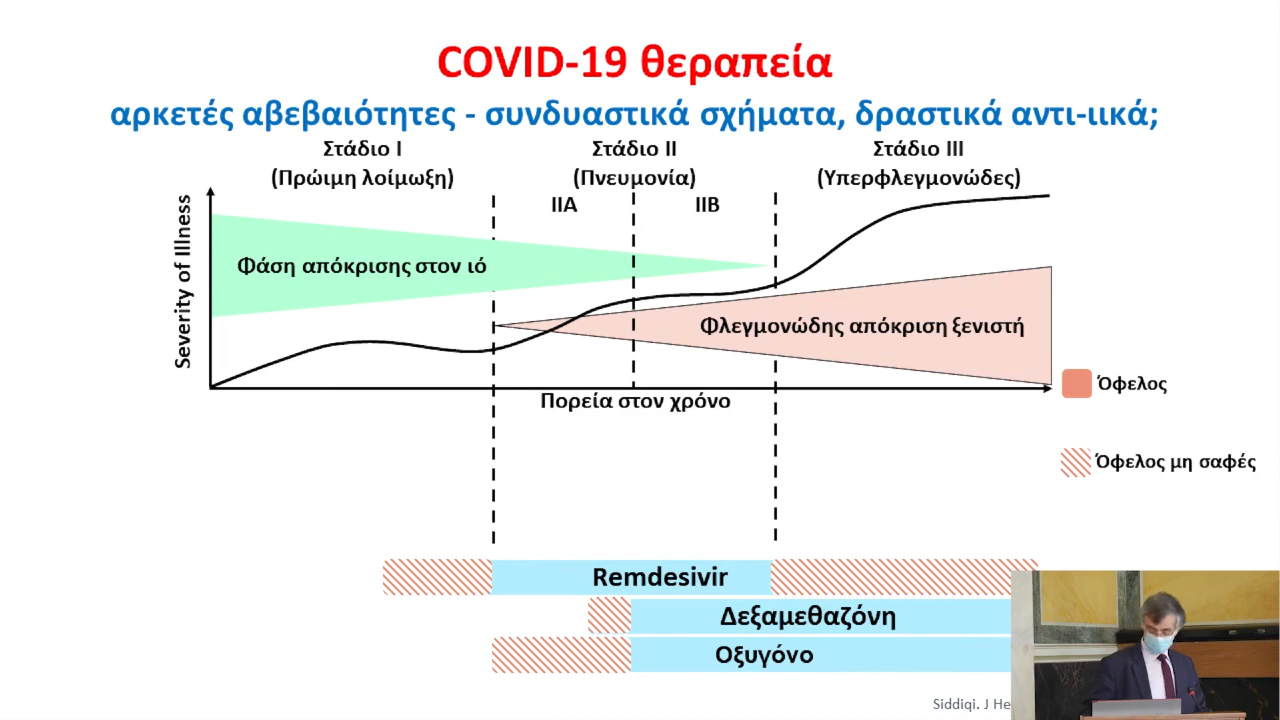 COVID-19 θεραπεία
αρκετές αβεβαιότητες - συνδυαστικά σχήματα, δραστικά αντι-ιικά;
Στάδιο I
(Πρώιμη λοίμωξη)
Στάδιο II
(Πνευμονία)
IIA
IIB
Στάδιο III
(Υπερφλεγμονώδες)
Severity of Illness
Φάση απόκρισης στον ιό
Φλεγμονώδης απόκριση ξενιστή
Πορεία στον χρόνο
Όφελος
Όφελος μη σαφές
Remdesivir
Δεξαμεθαζόνη
Οξυγόνο
Siddiqi. J He